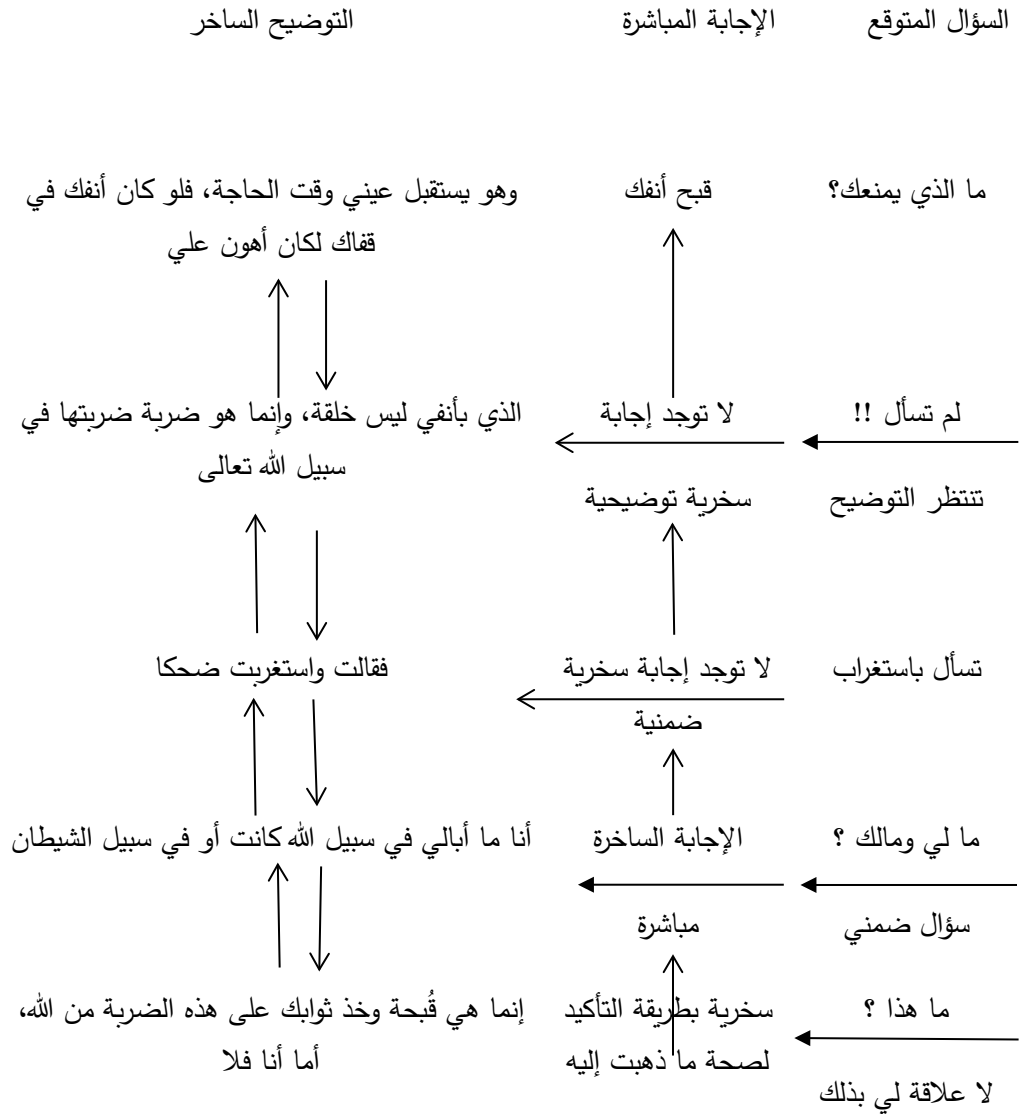 السؤال المتوقع الإجابة المباشرة التوضيح الساخر
ما الذي يمنعك؟ قبح أنفك وهو يستقبل عيني وقت الحاجة، فلو كان أنفك في
قفاك لكان أهون علي
لم تسأل !! لا توجد إجابة الذي بأنفي ليس خلقة، وإنما هو ضربة ضربتها في
سبيل الله تعالى
تنتظر التوضيح سخرية توضيحية
تسأل باستغراب لا توجد إجابة سخرية فقالت واستغربت ضحكا
ضمنية
ما لي ومالك ؟ الإجابة الساخرة أنا ما أبالي في سبيل الله كانت أو في سبيل الشيطان
سؤال ضمني مباشرة
ما هذا ؟ سخرية بطريقة التأكيد إنما هي قُبحة وخذ ثوابك على هذه الضربة من الله،
لصحة ما ذهبت إليه أما أنا فلا
لا علاقة لي بذلك